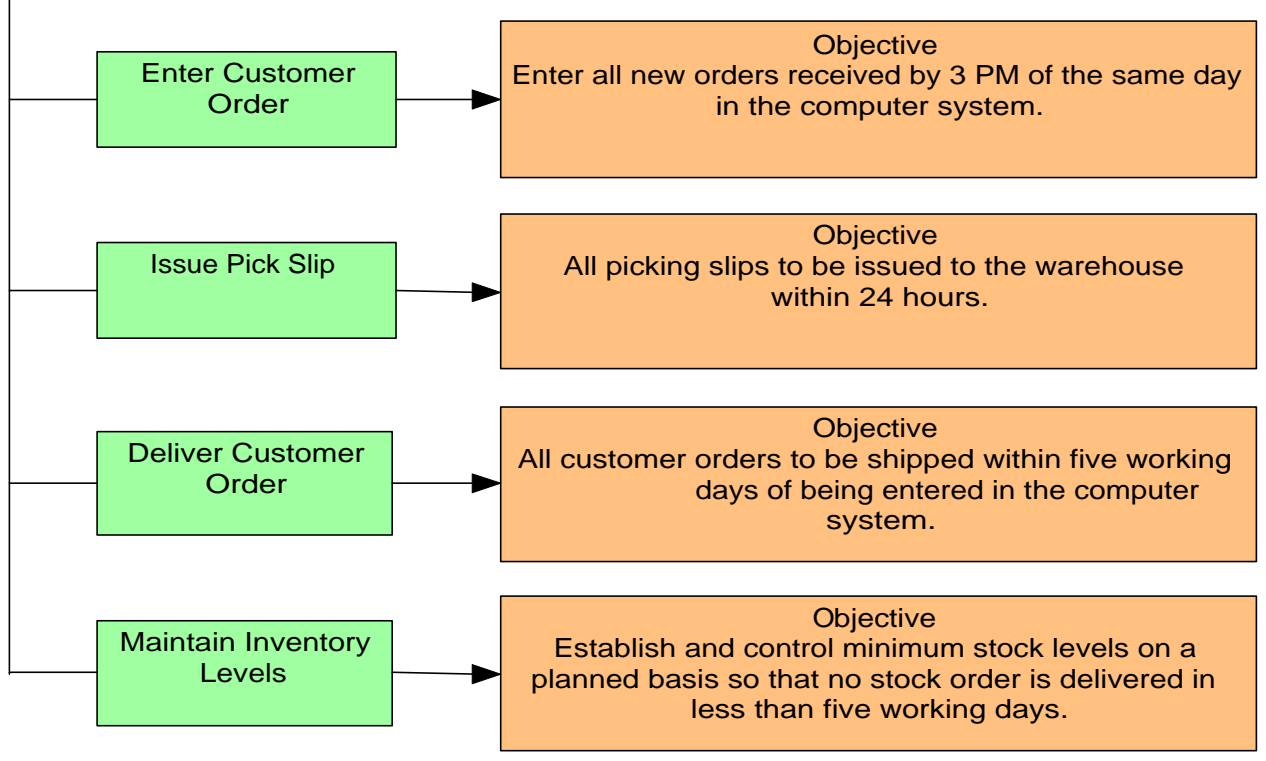 Enter Customer
Order
Objective
Enter all new orders received by 3 PM of the same day
in the computer system.
Issue Pick Slip
Objective
All picking slips to be issued to the warehouse
within 24 hours.
Deliver Customer
Order
Objective
All customer orders to be shipped within five working
days of being entered in the computer
system.
Maintain Inventory
Levels
Objective
Establish and control minimum stock levels on a
planned basis so that no stock order is delivered in
less than five working days.